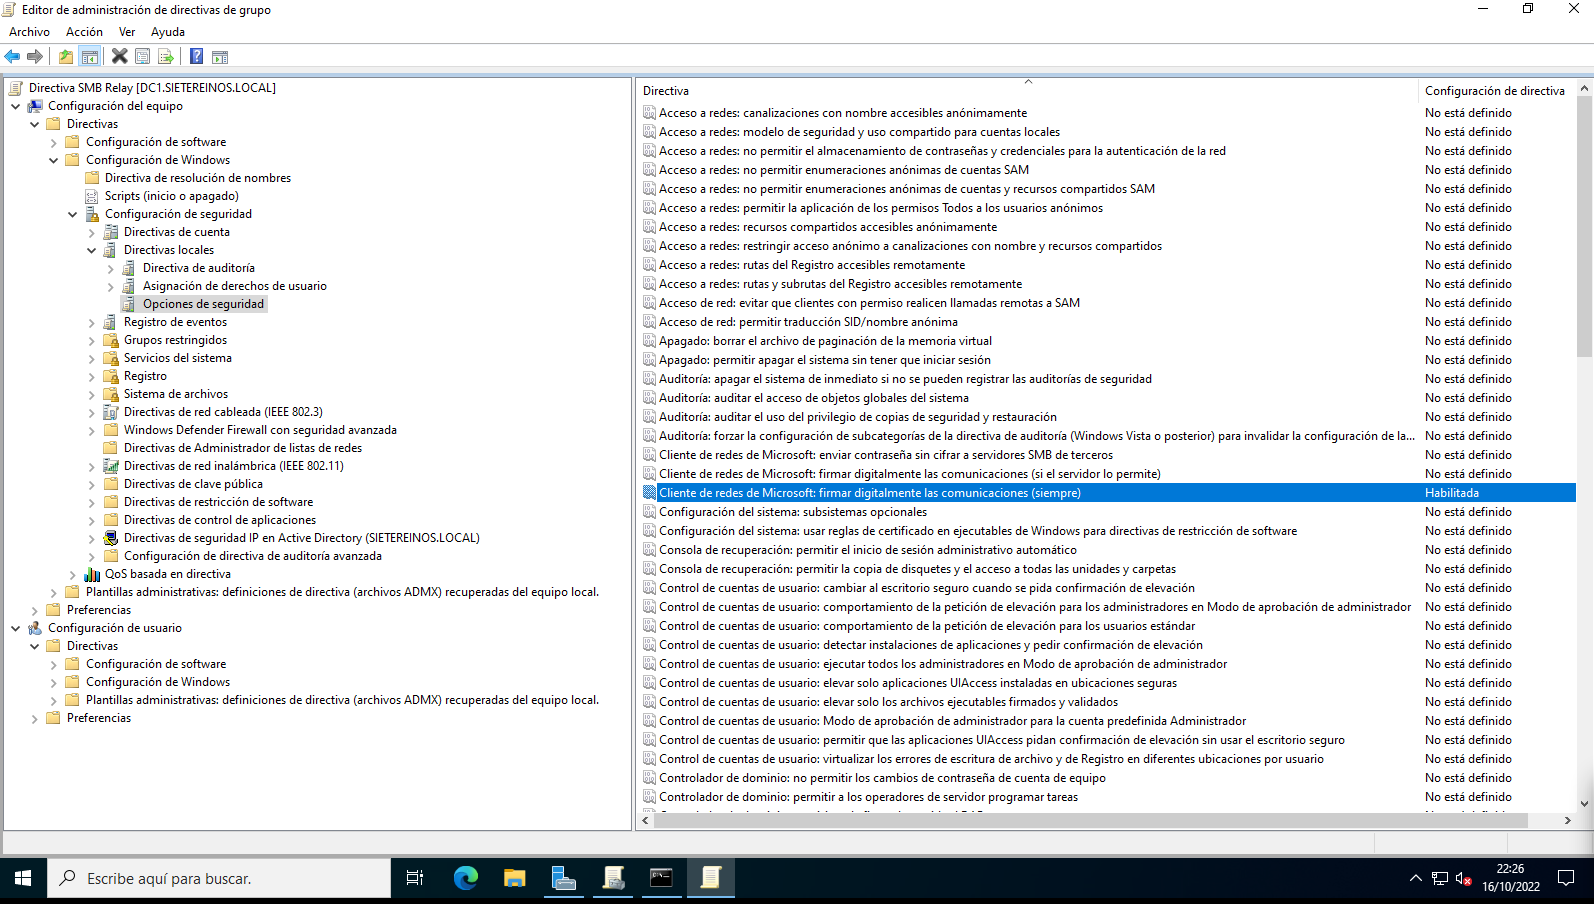 Editor de administración de directivas de grupo
Archivo Acción Ver Ayuda
Directiva SMB Relay [DC1.SIETEREINOS.LOCAL]
Configuración del equipo
Directivas
Configuración de software
Configuración de Windows
Directiva de resolución de nombres
Scripts (inicio o apagado)
Configuración de seguridad
Directivas de cuenta
Directivas locales
Directiva de auditoría
Asignación de derechos de usuario
Opciones de seguridad
Registro de eventos
Grupos restringidos
Servicios del sistema
Registro
Sistema de archivos
Directivas de red cableada (IEEE 802.3)
Windows Defender Firewall con seguridad avanzada
Directivas de Administrador de listas de redes
Directivas de red inalámbrica (IEEE 802.11)
Directivas de clave pública
Directivas de restricción de software
Directivas de control de aplicaciones
Directivas de seguridad IP en Active Directory (SIETEREINOS.LOCAL)
Configuración de directiva de auditoría avanzada
QoS basada en directiva
Plantillas administrativas: definiciones de directiva (archivos ADMX) recuperadas del equipo local.
Preferencias
Configuración de usuario
Directivas
Configuración de software
Configuración de Windows
Plantillas administrativas: definiciones de directiva (archivos ADMX) recuperadas del equipo local.
Preferencias
Directiva Configuración de directiva
Acceso a redes: canalizaciones con nombre accesibles anónimamente No está definido
Acceso a redes: modelo de seguridad y uso compartido para cuentas locales No está definido
Acceso a redes: no permitir el almacenamiento de contraseñas y credenciales para la autenticación de la red No está definido
Acceso a redes: no permitir enumeraciones anónimas de cuentas SAM No está definido
Acceso a redes: no permitir enumeraciones anónimas de cuentas y recursos compartidos SAM No está definido
Acceso a redes: permitir la aplicación de los permisos Todos a los usuarios anónimos No está definido
Acceso a redes: recursos compartidos accesibles anónimamente No está definido
Acceso a redes: restringir acceso anónimo a canalizaciones con nombre y recursos compartidos No está definido
Acceso a redes: rutas del Registro accesibles remotamente No está definido
Acceso a redes: rutas y subrutas del Registro accesibles remotamente No está definido
Acceso de red: evitar que clientes con permiso realicen llamadas remotas a SAM No está definido
Acceso de red: permitir traducción SID/nombre anónima No está definido
Apagado: borrar el archivo de paginación de la memoria virtual No está definido
Apagado: permitir apagar el sistema sin tener que iniciar sesión No está definido
Auditoría: apagar el sistema de inmediato si no se pueden registrar las auditorías de seguridad No está definido
Auditoría: auditar el acceso de objetos globales del sistema No está definido
Auditoría: auditar el uso del privilegio de copias de seguridad y restauración No está definido
Auditoría: forzar la configuración de subcategorías de la directiva de auditoría (Windows Vista o posterior) para invalidar la configuración de la... No está definido
Cliente de redes de Microsoft: enviar contraseña sin cifrar a servidores SMB de terceros No está definido
Cliente de redes de Microsoft: firmar digitalmente las comunicaciones (si el servidor lo permite) No está definido
Cliente de redes de Microsoft: firmar digitalmente las comunicaciones (siempre) Habilitada
Configuración del sistema: subsistemas opcionales No está definido
Configuración del sistema: usar reglas de certificado en ejecutables de Windows para directivas de restricción de software No está definido
Consola de recuperación: permitir el inicio de sesión administrativo automático No está definido
Consola de recuperación: permitir la copia de disquetes y el acceso a todas las unidades y carpetas No está definido
Control de cuentas de usuario: cambiar al escritorio seguro cuando se pida confirmación de elevación No está definido
Control de cuentas de usuario: comportamiento de la petición de elevación para los administradores en Modo de aprobación de administrador No está definido
Control de cuentas de usuario: comportamiento de la petición de elevación para los usuarios estándar No está definido
Control de cuentas de usuario: detectar instalaciones de aplicaciones y pedir confirmación de elevación No está definido
Control de cuentas de usuario: ejecutar todos los administradores en Modo de aprobación de administrador No está definido
Control de cuentas de usuario: elevar solo aplicaciones UIAccess instaladas en ubicaciones seguras No está definido
Control de cuentas de usuario: elevar solo los archivos ejecutables firmados y validados No está definido
Control de cuentas de usuario: Modo de aprobación de administrador para la cuenta predefinida Administrador No está definido
Control de cuentas de usuario: permitir que las aplicaciones UIAccess pidan confirmación de elevación sin usar el escritorio seguro No está definido
Control de cuentas de usuario: virtualizar los errores de escritura de archivo y de Registro en diferentes ubicaciones por usuario No está definido
Controlador de dominio: no permitir los cambios de contraseña de cuenta de equipo No está definido
Controlador de dominio: permitir a los operadores de servidor programar tareas No está definido
Escribe aquí para buscar.
22:26
16/10/2022